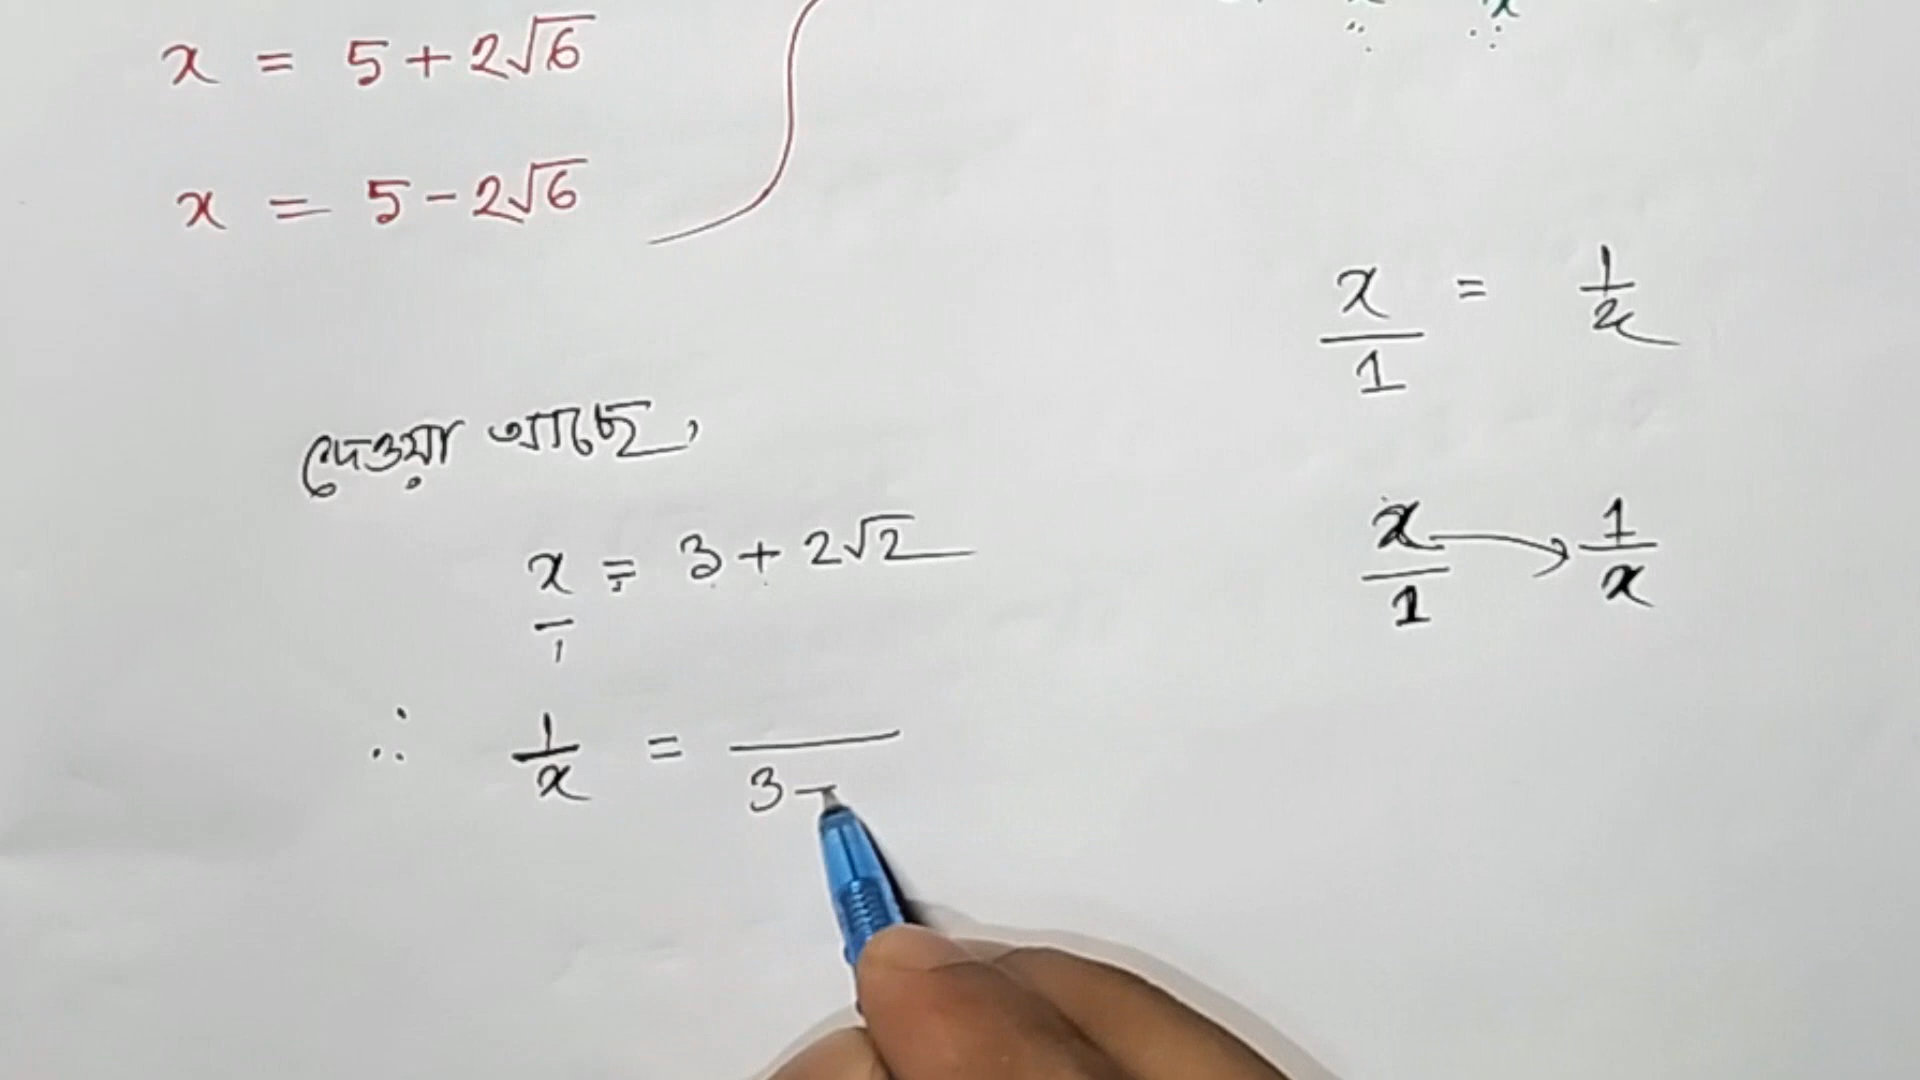 x = 5 + 2√6
x = 5 - 2√6
x/1 = 1/x
দেওয়া আছে,
x/1 = 3 + 2√2
x/1 → 1/x
∴ 1/x = /3 -